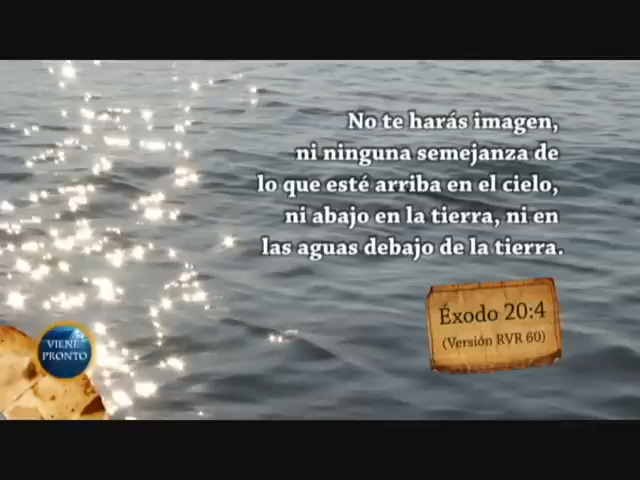 No te harás imagen,
ni ninguna semejanza de
lo que esté arriba en el cielo,
ni abajo en la tierra, ni en
las aguas debajo de la tierra.
Éxodo 20:4
(Versión RVR 60)
VIENE
PRONTO